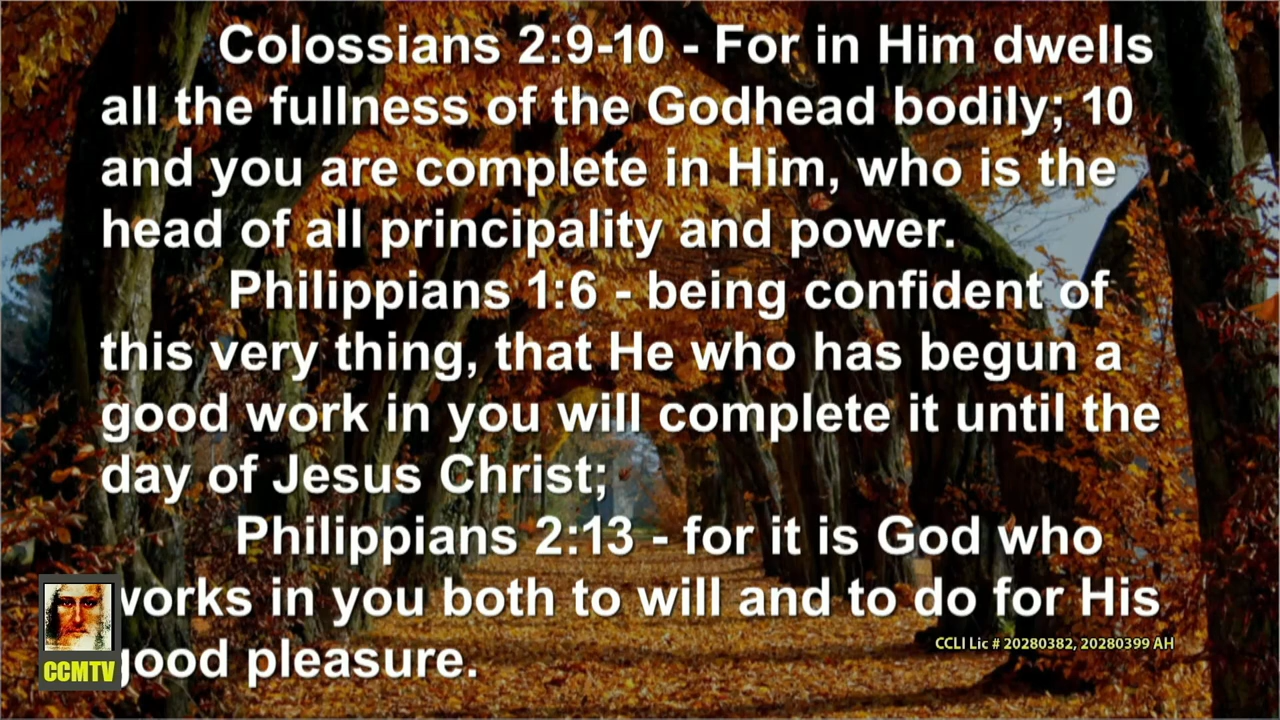 Colossians 2:9-10 - For in Him dwells
all the fullness of the Godhead bodily; 10
and you are complete in Him, who is the
head of all principality and power.
Philippians 1:6 - being confident of
this very thing, that He who has begun a
good work in you will complete it until the
day of Jesus Christ;
Philippians 2:13 - for it is God who
works in you both to will and to do for His
CCLI Lic # 20280382, 20280399 AH
good pleasure.
CCMTV